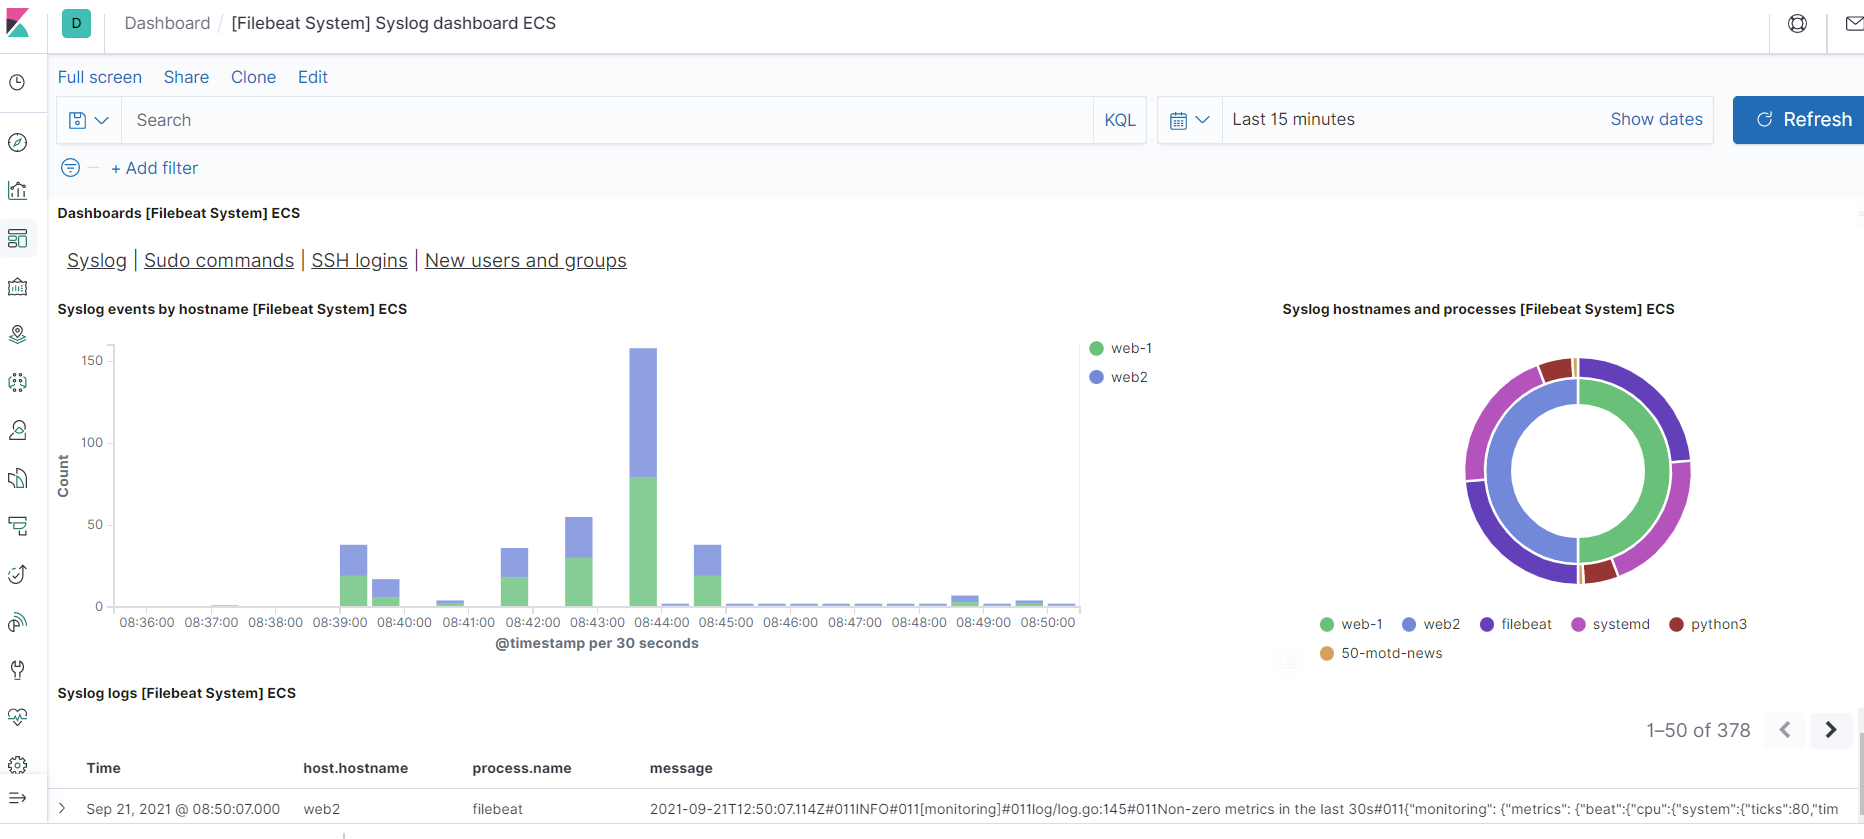 D Dashboard / [Filebeat System] Syslog dashboard ECS
Full screen Share Clone Edit
Search KQL Last 15 minutes Show dates Refresh
+ Add filter
Dashboards [Filebeat System] ECS
Syslog | Sudo commands | SSH logins | New users and groups
Syslog events by hostname [Filebeat System] ECS
150
100
50
0
Count
08:36:00 08:37:00 08:38:00 08:39:00 08:40:00 08:41:00 08:42:00 08:43:00 08:44:00 08:45:00 08:46:00 08:47:00 08:48:00 08:49:00 08:50:00
@timestamp per 30 seconds
web-1
web2
Syslog hostnames and processes [Filebeat System] ECS
web-1 web2 filebeat systemd python3
50-motd-news
Syslog logs [Filebeat System] ECS
1–50 of 378
Time host.hostname process.name message
Sep 21, 2021 @ 08:50:07.000 web2 filebeat 2021-09-21T12:50:07.114Z#011INFO#011[monitoring]#011log/log.go:145#011Non-zero metrics in the last 30s#011{"monitoring": {"metrics": {"beat":{"cpu":{"system":{"ticks":80,"tim